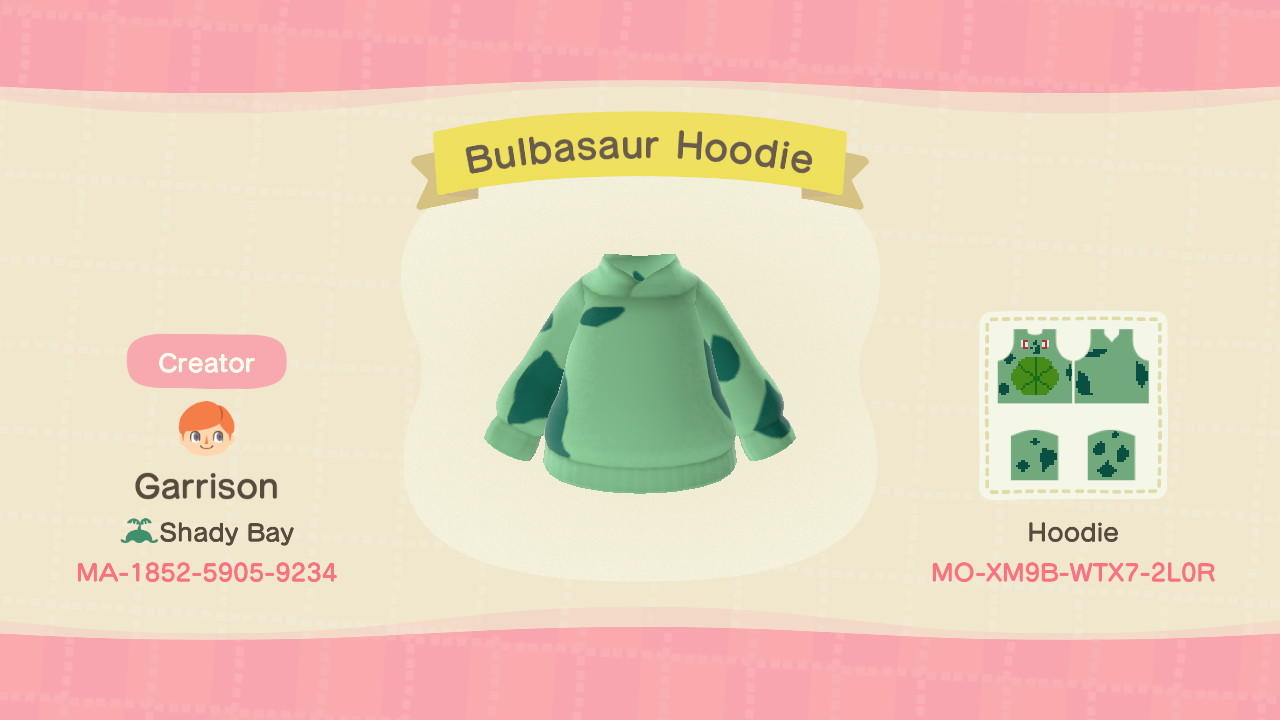 Bulbasaur Hoodie
Creator
Garrison
Shady Bay
MA-1852-5905-9234
Hoodie
MO-XM9B-WTX7-2L0R